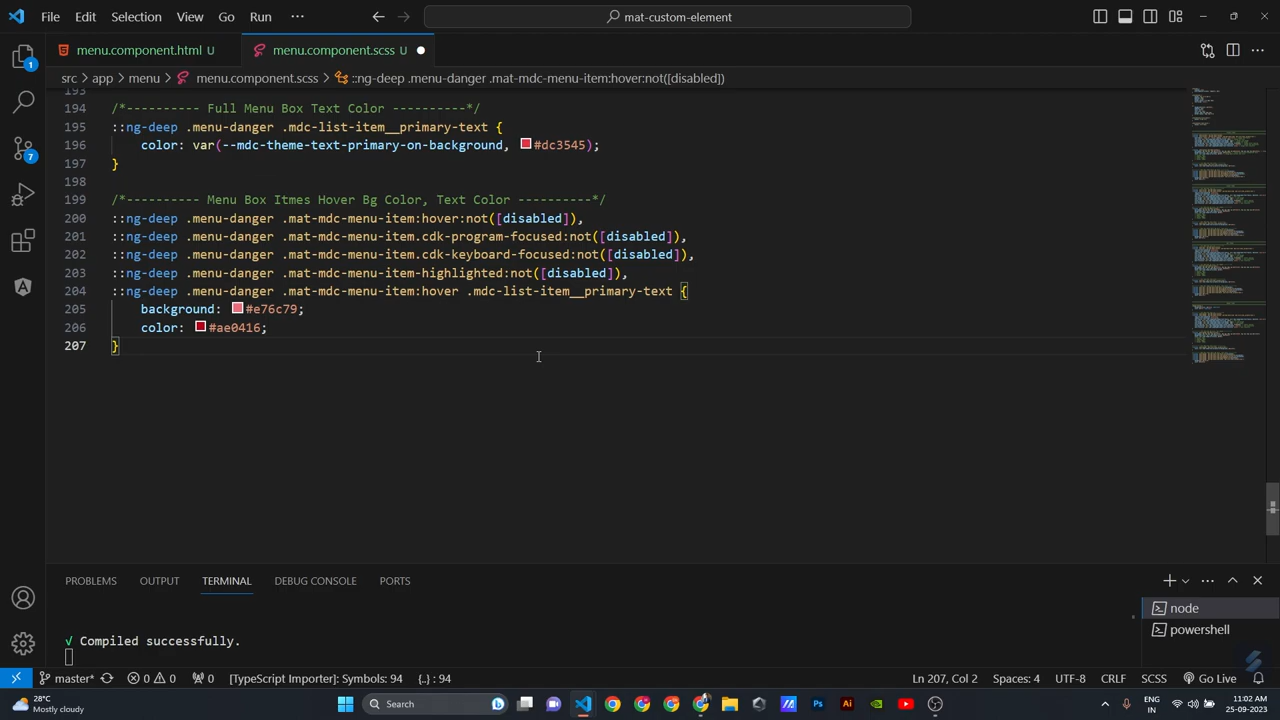 File Edit Selection View Go Run ··· mat-custom-element
menu.component.html U menu.component.scss U
src > app > menu > menu.component.scss > ::ng-deep .menu-danger .mat-mdc-menu-item:hover:not([disabled])
193
194 /*---------- Full Menu Box Text Color ----------*/
195 ::ng-deep .menu-danger .mdc-list-item__primary-text {
196 color: var(--mdc-theme-text-primary-on-background, #dc3545);
197 }
198
199 /*---------- Menu Box Itmes Hover Bg Color, Text Color ----------*/
200 ::ng-deep .menu-danger .mat-mdc-menu-item:hover:not([disabled]),
201 ::ng-deep .menu-danger .mat-mdc-menu-item.cdk-program-focused:not([disabled]),
202 ::ng-deep .menu-danger .mat-mdc-menu-item.cdk-keyboard-focused:not([disabled]),
203 ::ng-deep .menu-danger .mat-mdc-menu-item-highlighted:not([disabled]),
204 ::ng-deep .menu-danger .mat-mdc-menu-item:hover .mdc-list-item__primary-text {
205 background: #e76c79;
206 color: #ae0416;
207 }
PROBLEMS OUTPUT TERMINAL DEBUG CONSOLE PORTS
node
powershell
√ Compiled successfully.
master* 0 0 0 [TypeScript Importer]: Symbols: 94 {..} : 94 Ln 207, Col 2 Spaces: 4 UTF-8 CRLF SCSS Go Live
28°C
Mostly cloudy
Search
ENG
IN
11:02 AM
25-09-2023
1
7